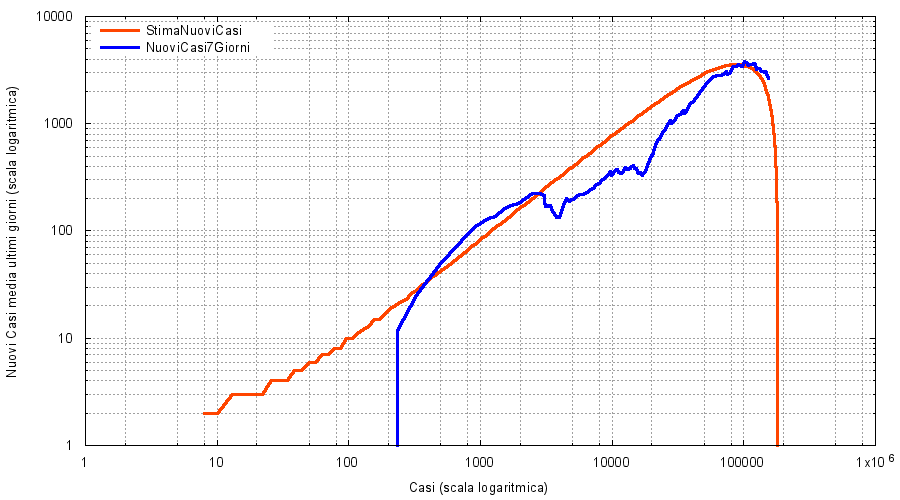 StimaNuoviCasi
NuoviCasi7Giorni
Nuovi Casi media ultimi giorni (scala logaritmica)
10000
1000
100
10
1
1 10 100 1000 10000 100000 1x10 6
Casi (scala logaritmica)